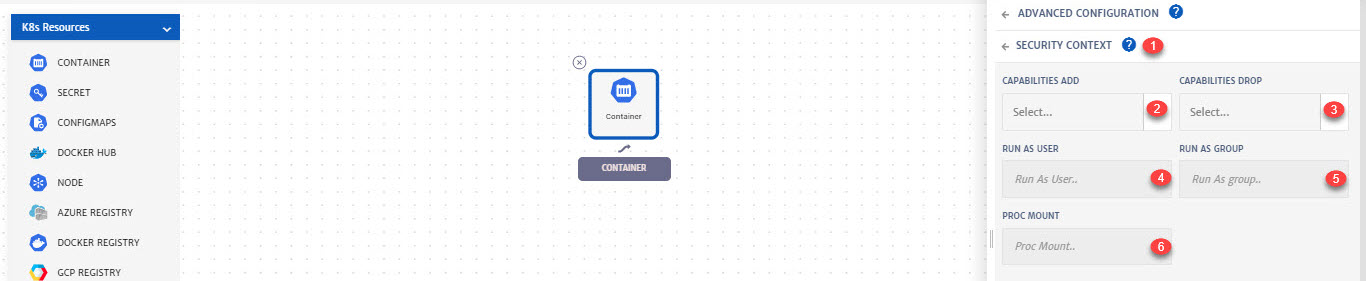 K8s Resources
CONTAINER
SECRET
CONFIGMAPS
DOCKER HUB
NODE
AZURE REGISTRY
DOCKER REGISTRY
GCP REGISTRY
Container
CONTAINER
ADVANCED CONFIGURATION ?
SECURITY CONTEXT ? 1
CAPABILITIES ADD CAPABILITIES DROP
Select... 2 Select... 3
RUN AS USER RUN AS GROUP
Run As User.. 4 Run As group.. 5
PROC MOUNT
Proc Mount.. 6